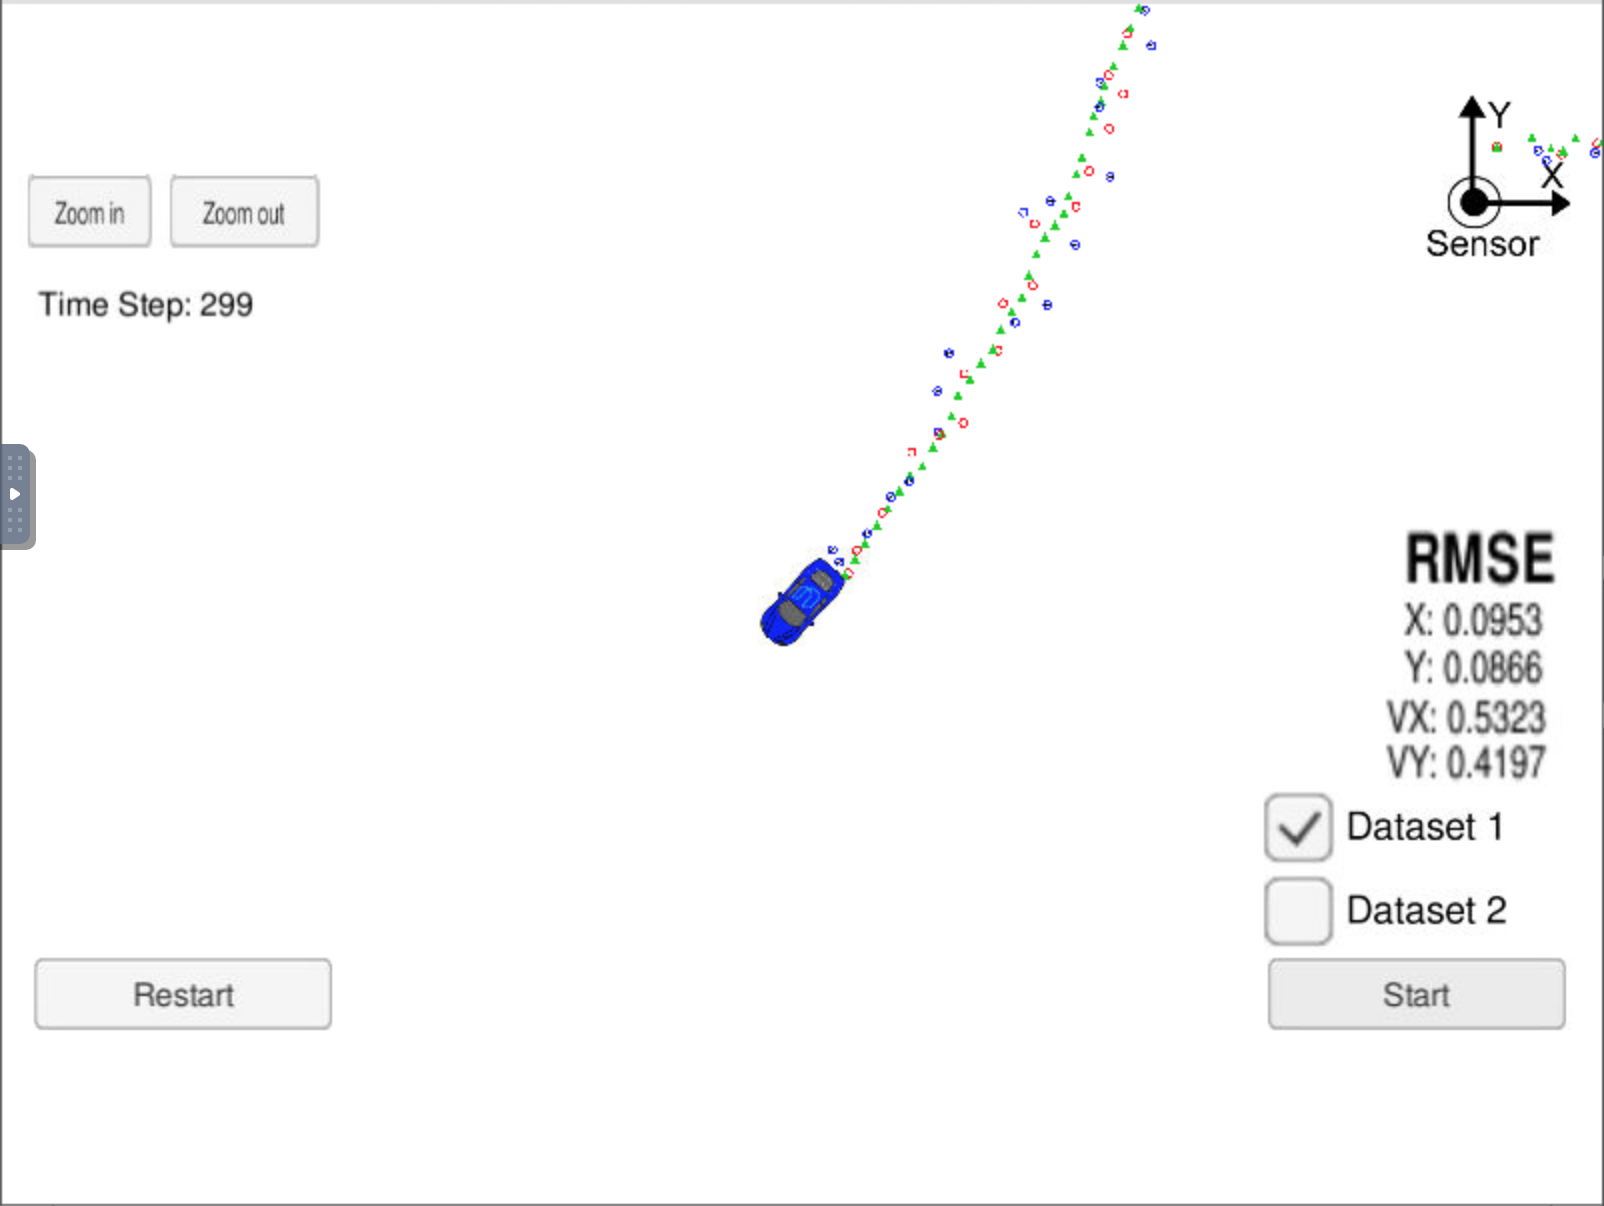 Zoom in
Zoom out
Time Step: 299
Y
X
Sensor
RMSE
X: 0.0953
Y: 0.0866
VX: 0.5323
VY: 0.4197
Dataset 1
Dataset 2
Restart
Start